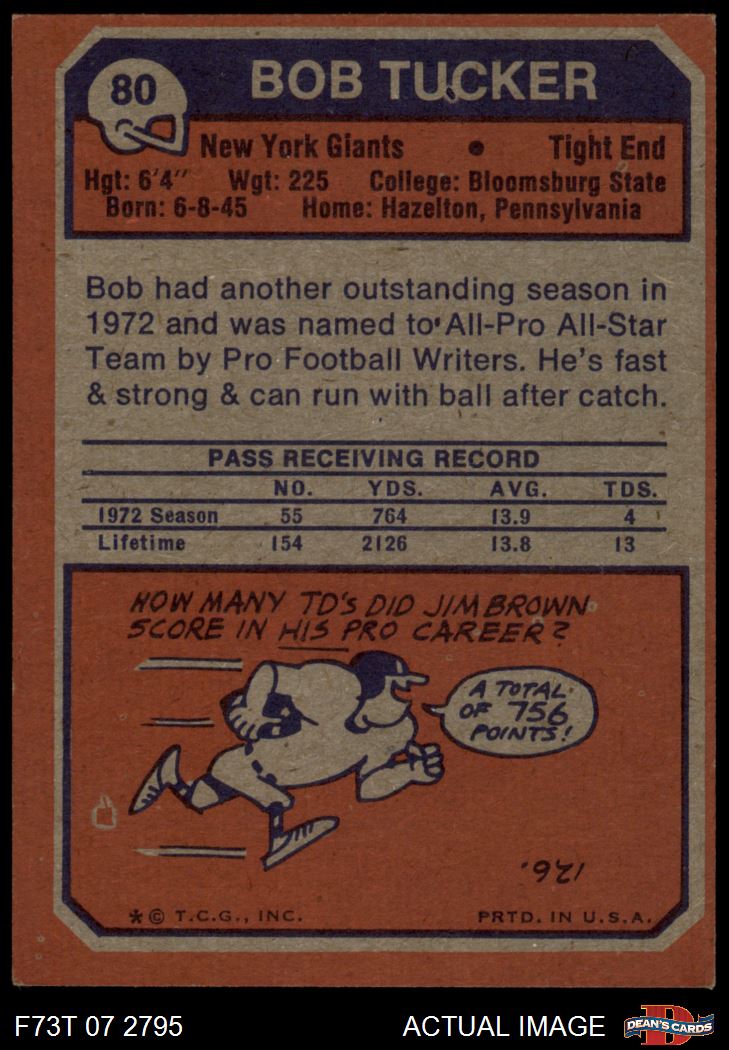 80
BOB TUCKER
New York Giants • Tight End
Hgt: 6'4" Wgt: 225 College: Bloomsburg State
Born: 6-8-45 Home: Hazelton, Pennsylvania
Bob had another outstanding season in
1972 and was named to All-Pro All-Star
Team by Pro Football Writers. He's fast
& strong & can run with ball after catch.
PASS RECEIVING RECORD
NO. YDS. AVG. TDS.
1972 Season 55 764 13.9 4
Lifetime 154 2126 13.8 13
HOW MANY TD'S DID JIM BROWN
SCORE IN HIS PRO CAREER?
A TOTAL
OF 756
POINTS!
126.
* © T.C.G., INC. PRTD. IN U.S.A.
F73T 07 2795 ACTUAL IMAGE
D
DEAN'S CARDS